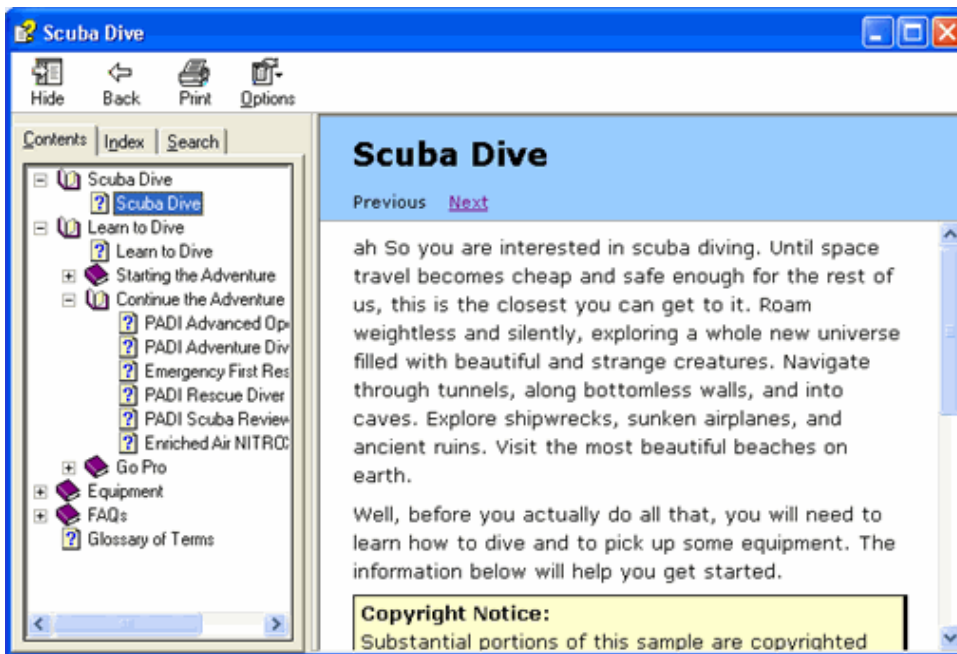 Scuba Dive
Hide Back Print Options
Contents Index Search
Scuba Dive
Scuba Dive
Learn to Dive
Learn to Dive
Starting the Adventure
Continue the Adventure
PADI Advanced Op
PADI Adventure Div
Emergency First Res
PADI Rescue Diver
PADI Scuba Review
Enriched Air NITROX
Go Pro
Equipment
FAQs
Glossary of Terms
Scuba Dive
Previous Next
ah So you are interested in scuba diving. Until space
travel becomes cheap and safe enough for the rest of
us, this is the closest you can get to it. Roam
weightless and silently, exploring a whole new universe
filled with beautiful and strange creatures. Navigate
through tunnels, along bottomless walls, and into
caves. Explore shipwrecks, sunken airplanes, and
ancient ruins. Visit the most beautiful beaches on
earth.
Well, before you actually do all that, you will need to
learn how to dive and to pick up some equipment. The
information below will help you get started.
Copyright Notice:
Substantial portions of this sample are copyrighted